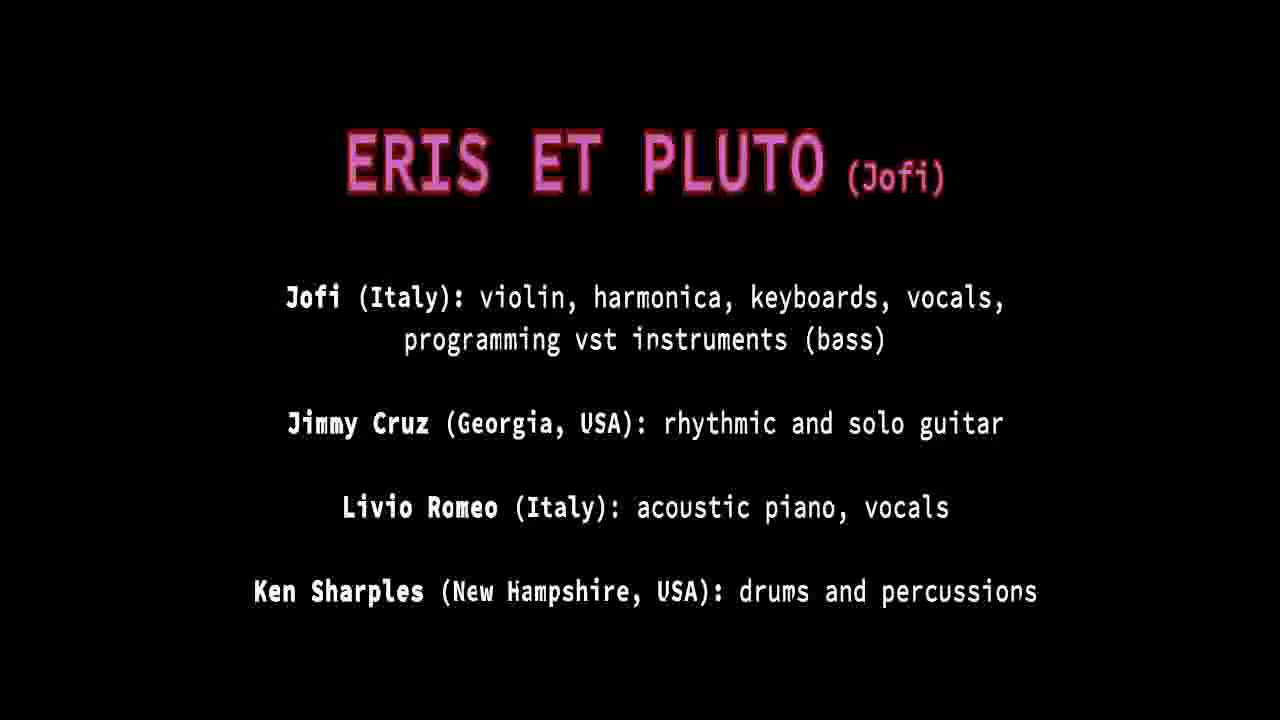 ERIS ET PLUTO (Jofi)
Jofi (Italy): violin, harmonica, keyboards, vocals,
programming vst instruments (bass)
Jimmy Cruz (Georgia, USA): rhythmic and solo guitar
Livio Romeo (Italy): acoustic piano, vocals
Ken Sharples (New Hampshire, USA): drums and percussions